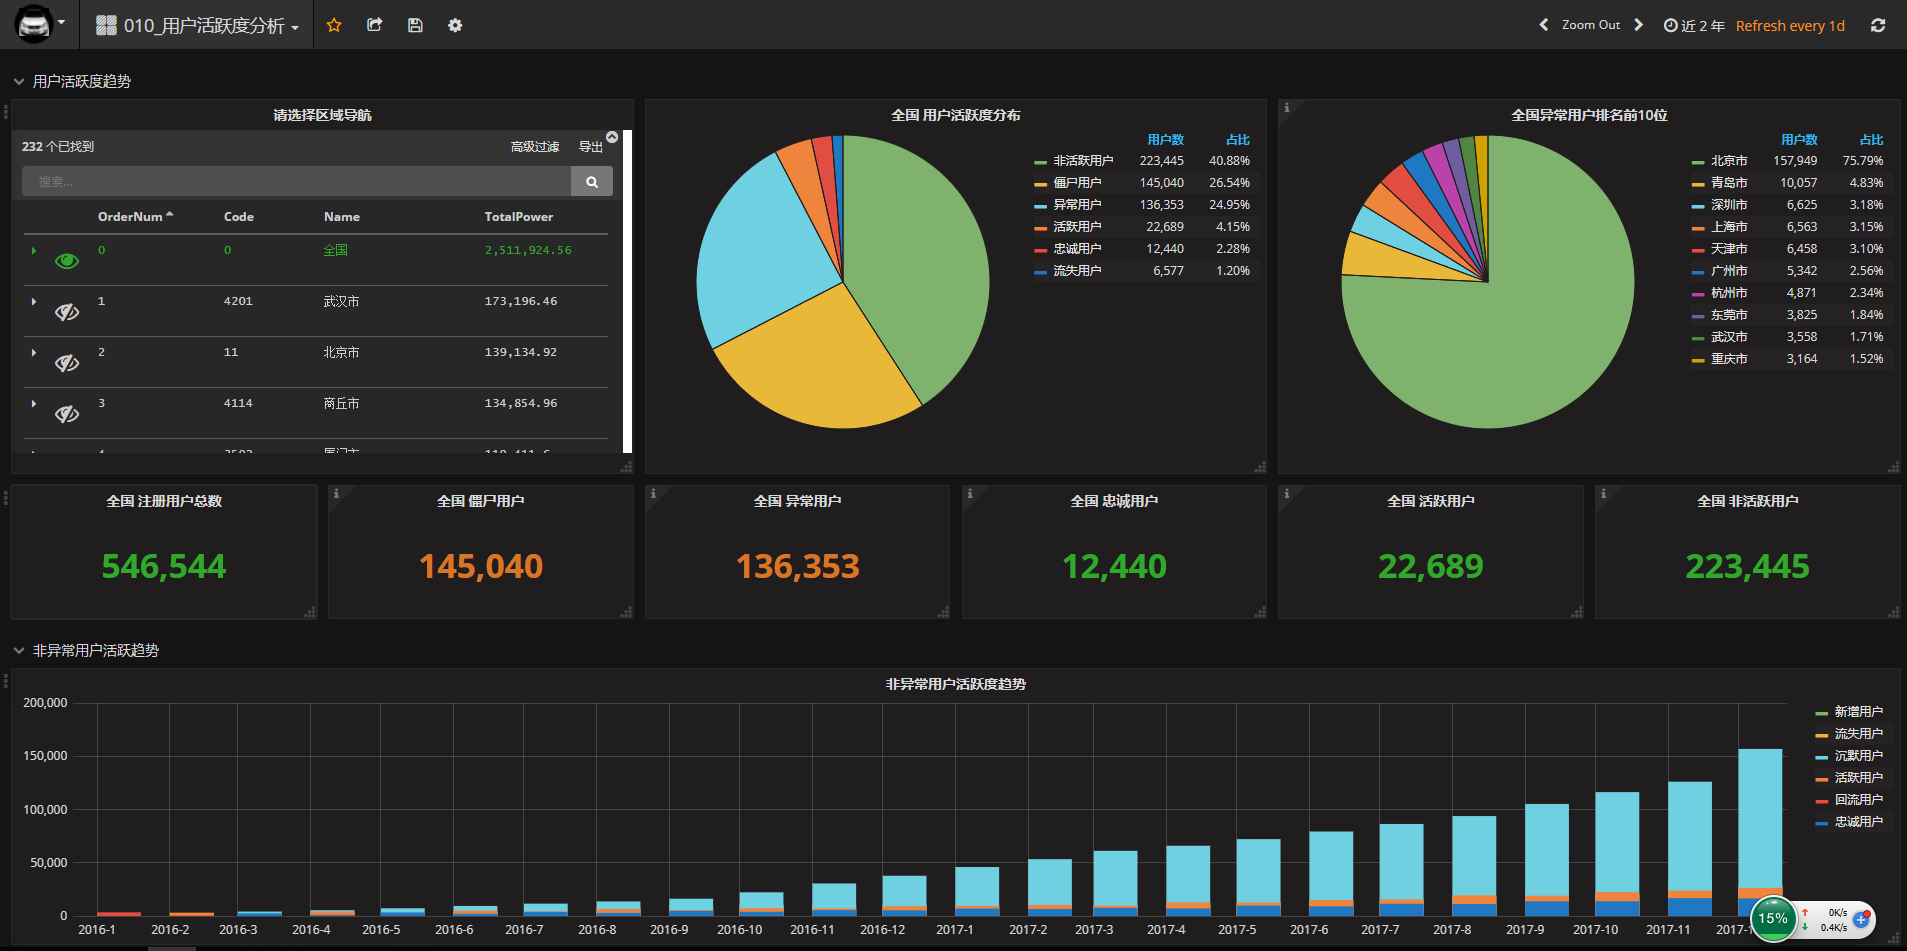 010_用户活跃度分析
Zoom Out
近 2 年 Refresh every 1d
用户活跃度趋势
请选择区域导航
232 个已找到 高级过滤 导出
搜索...
OrderNum Code Name TotalPower
0 0 全国 2,511,924.56
1 4201 武汉市 173,196.46
2 11 北京市 139,134.92
3 4114 商丘市 134,854.96
全国 用户活跃度分布
用户数 占比
非活跃用户 223,445 40.88%
僵尸用户 145,040 26.54%
异常用户 136,353 24.95%
活跃用户 22,689 4.15%
忠诚用户 12,440 2.28%
流失用户 6,577 1.20%
全国异常用户排名前10位
用户数 占比
北京市 157,949 75.79%
青岛市 10,057 4.83%
深圳市 6,625 3.18%
上海市 6,563 3.15%
天津市 6,458 3.10%
广州市 5,342 2.56%
杭州市 4,871 2.34%
东莞市 3,825 1.84%
武汉市 3,558 1.71%
重庆市 3,164 1.52%
全国 注册用户总数
546,544
全国 僵尸用户
145,040
全国 异常用户
136,353
全国 忠诚用户
12,440
全国 活跃用户
22,689
全国 非活跃用户
223,445
非异常用户活跃趋势
非异常用户活跃度趋势
200,000
150,000
100,000
50,000
0
2016-1 2016-2 2016-3 2016-4 2016-5 2016-6 2016-7 2016-8 2016-9 2016-10 2016-11 2016-12 2017-1 2017-2 2017-3 2017-4 2017-5 2017-6 2017-7 2017-8 2017-9 2017-10 2017-11
新增用户
流失用户
沉默用户
活跃用户
回流用户
忠诚用户
15%
0K/s
0.4K/s